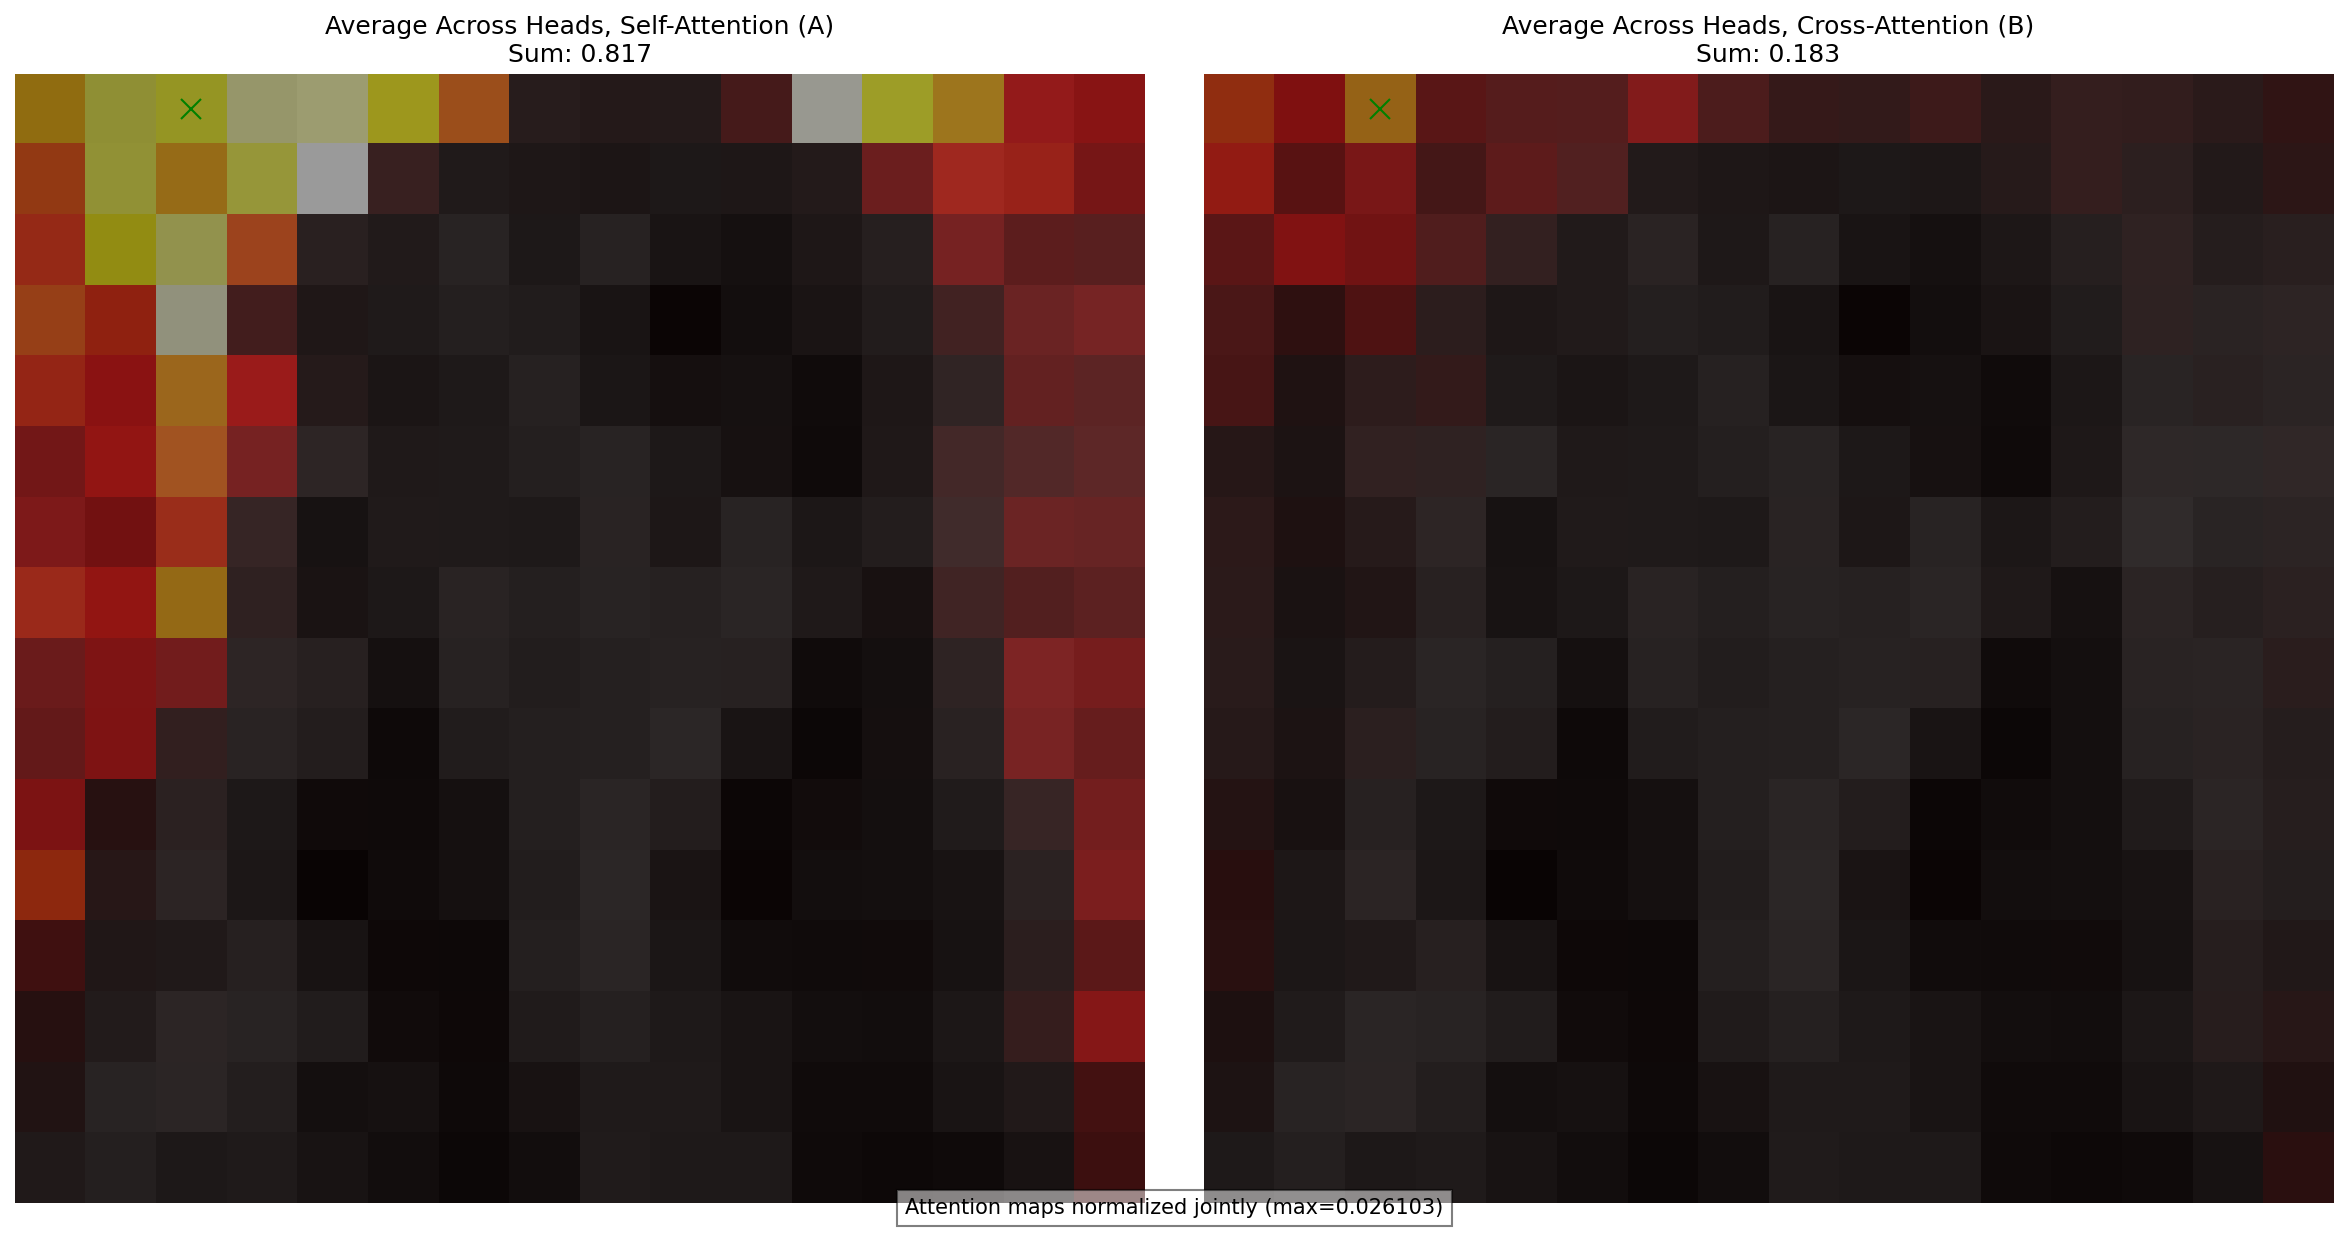 Average Across Heads, Self-Attention (A)
Sum: 0.817
Average Across Heads, Cross-Attention (B)
Sum: 0.183
Attention maps normalized jointly (max=0.026103)